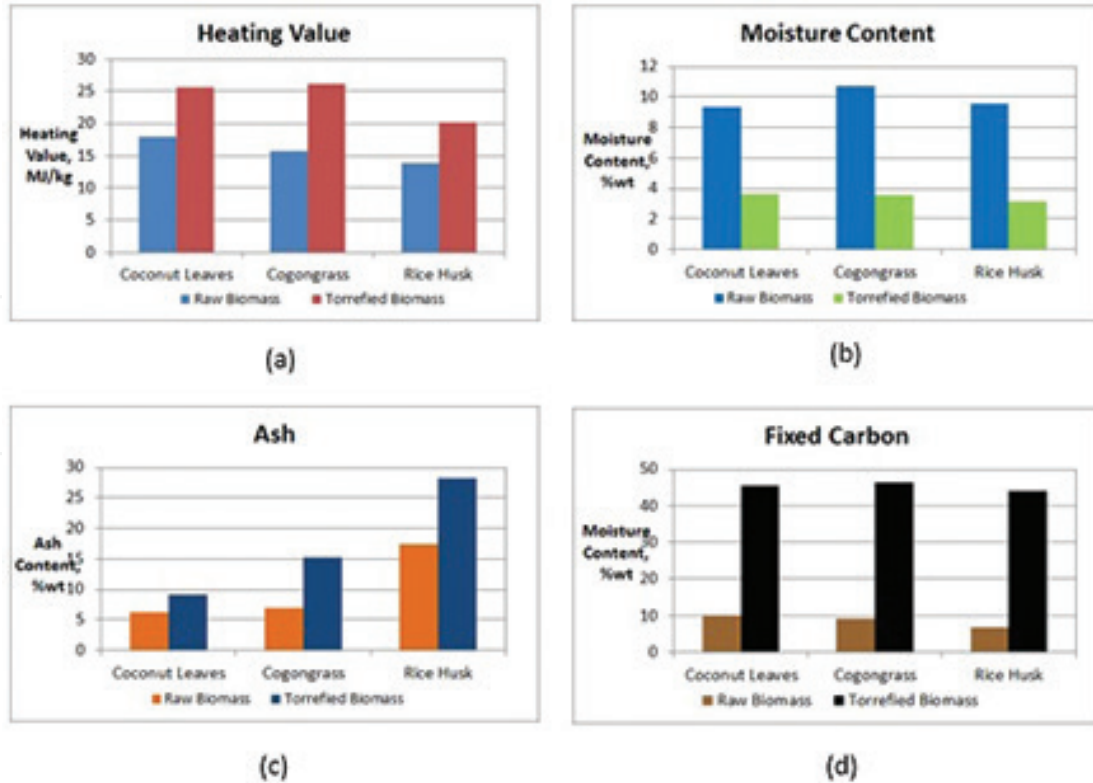 Heating Value
30
25
20
15
10
5
0
Heating
Value,
MJ/kg
Coconut Leaves Cogongrass Rice Husk
Raw Biomass Torrefied Biomass
(a)
Moisture Content
12
10
8
6
4
2
0
Moisture
Content,
%wt
Coconut Leaves Cogongrass Rice Husk
Raw Biomass Torrefied Biomass
(b)
Ash
30
25
20
15
10
5
0
Ash
Content,
%wt
Coconut Leaves Cogongrass Rice Husk
Raw Biomass Torrefied Biomass
(c)
Fixed Carbon
50
40
30
20
10
0
Moisture
Content,
%wt
Coconut Leaves Cogongrass Rice Husk
Raw Biomass Torrefied Biomass
(d)